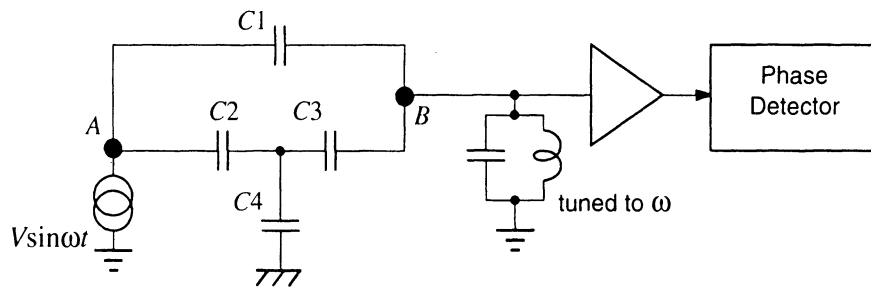 C1
Phase
Detector
A
C2
C3
B
C4
tuned to ω
Vsinωt